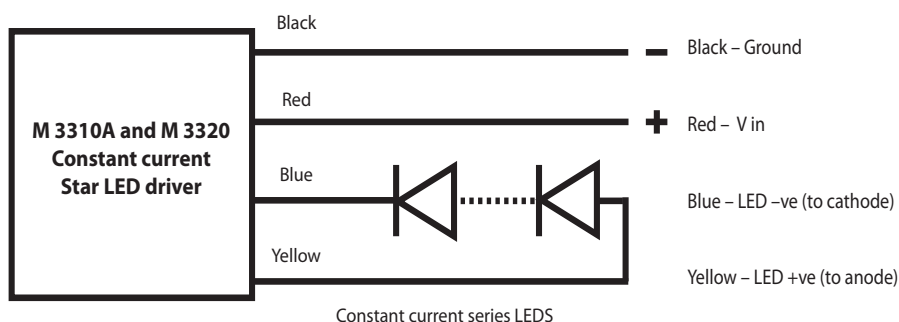 Black
Black – Ground
Red
Red – V in
M 3310A and M 3320
Constant current
Star LED driver
Blue
Blue – LED –ve (to cathode)
Yellow
Yellow – LED +ve (to anode)
Constant current series LEDS